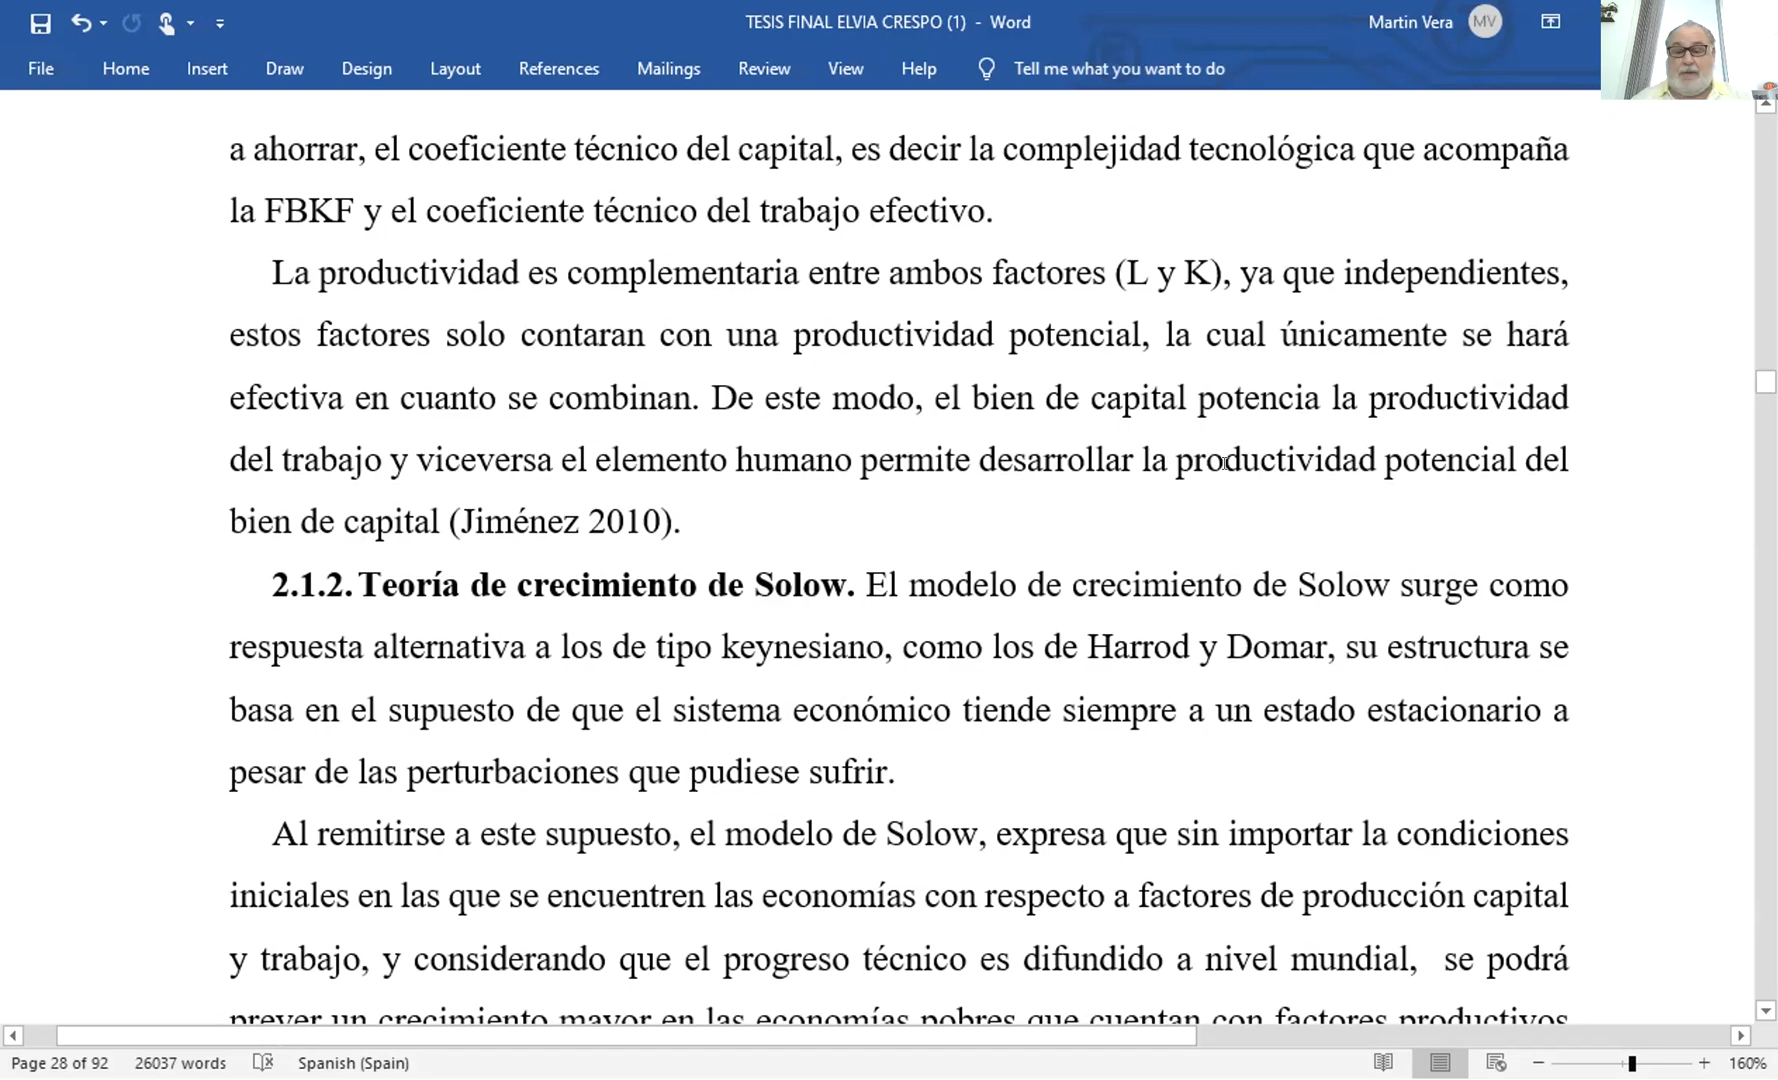 TESIS FINAL ELVIA CRESPO (1) - Word
Martin Vera MV
File Home Insert Draw Design Layout References Mailings Review View Help Tell me what you want to do
a ahorrar, el coeficiente técnico del capital, es decir la complejidad tecnológica que acompaña
la FBKF y el coeficiente técnico del trabajo efectivo.
La productividad es complementaria entre ambos factores (L y K), ya que independientes,
estos factores solo contaran con una productividad potencial, la cual únicamente se hará
efectiva en cuanto se combinan. De este modo, el bien de capital potencia la productividad
del trabajo y viceversa el elemento humano permite desarrollar la productividad potencial del
bien de capital (Jiménez 2010).
2.1.2. Teoría de crecimiento de Solow. El modelo de crecimiento de Solow surge como
respuesta alternativa a los de tipo keynesiano, como los de Harrod y Domar, su estructura se
basa en el supuesto de que el sistema económico tiende siempre a un estado estacionario a
pesar de las perturbaciones que pudiese sufrir.
Al remitirse a este supuesto, el modelo de Solow, expresa que sin importar la condiciones
iniciales en las que se encuentren las economías con respecto a factores de producción capital
y trabajo, y considerando que el progreso técnico es difundido a nivel mundial, se podrá
prever un crecimiento mayor en las economías pobres que cuentan con factores productivos
Page 28 of 92 26037 words Spanish (Spain) 160%